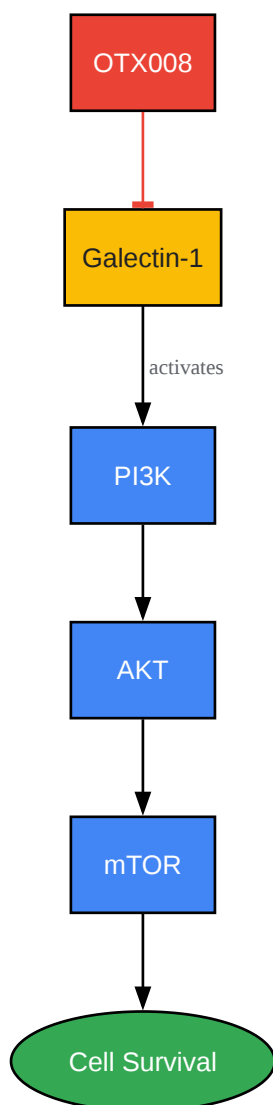 OTX008
Galectin-1
activates
PI3K
AKT
mTOR
Cell Survival